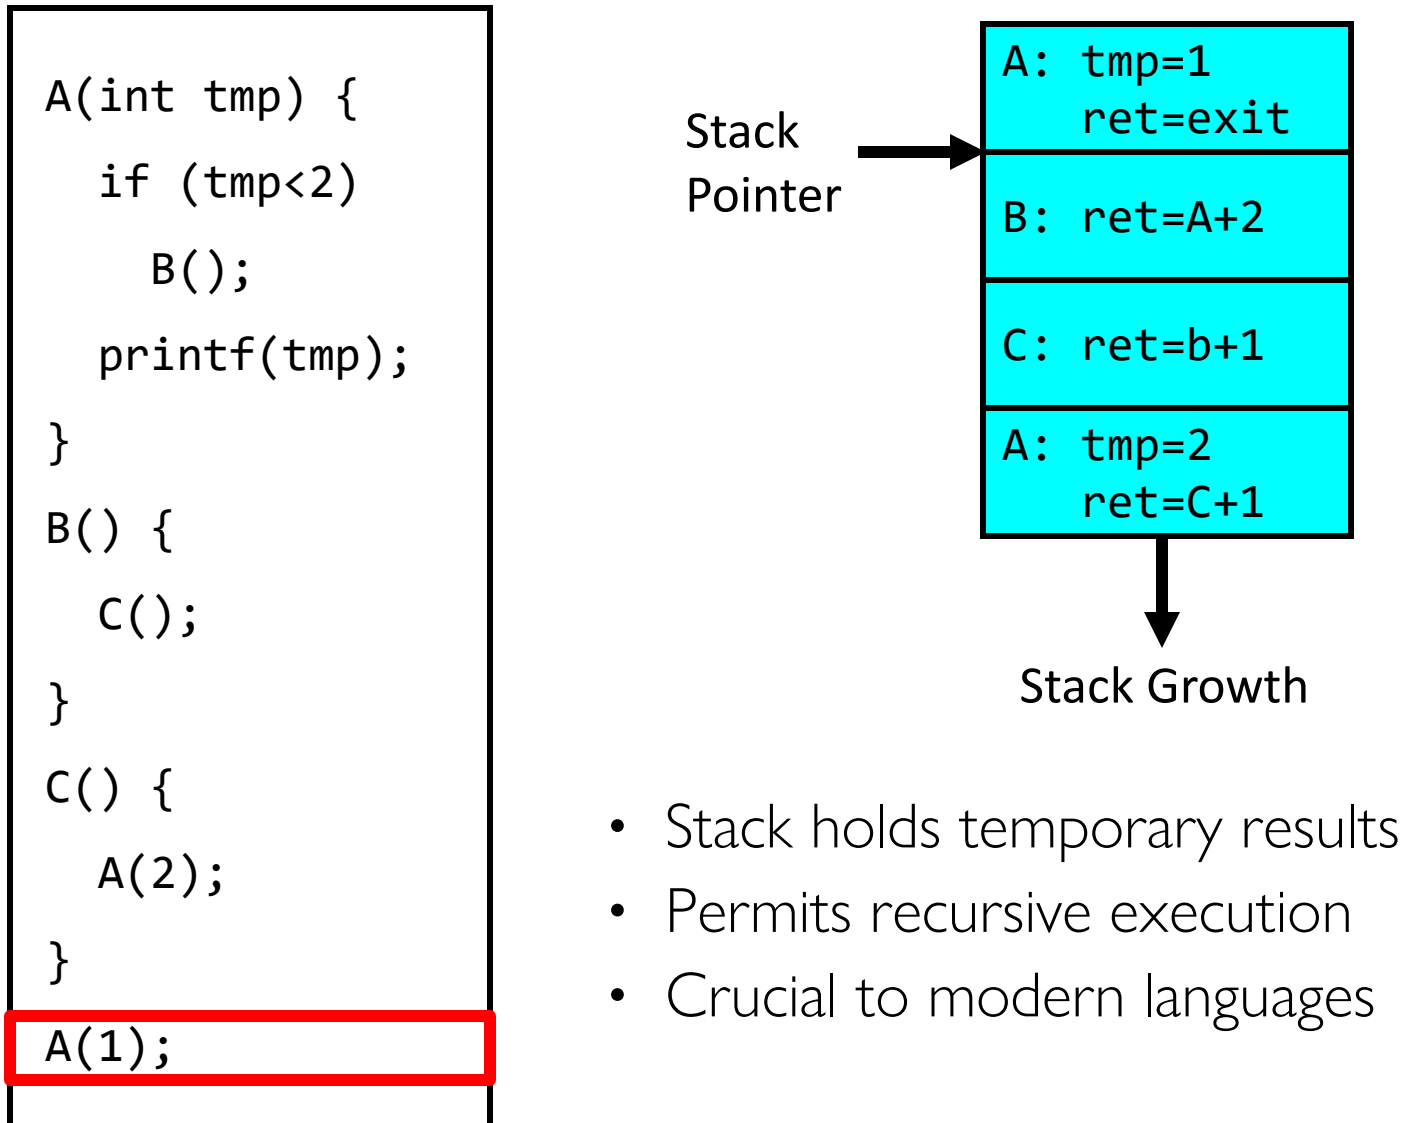 A(int tmp) {
if (tmp<2)
B();
printf(tmp);
}
B() {
C();
}
C() {
A(2);
}
A(1);
Stack
Pointer
A: tmp=1
ret=exit
B: ret=A+2
C: ret=b+1
A: tmp=2
ret=C+1
Stack Growth
• Stack holds temporary results
• Permits recursive execution
• Crucial to modern languages